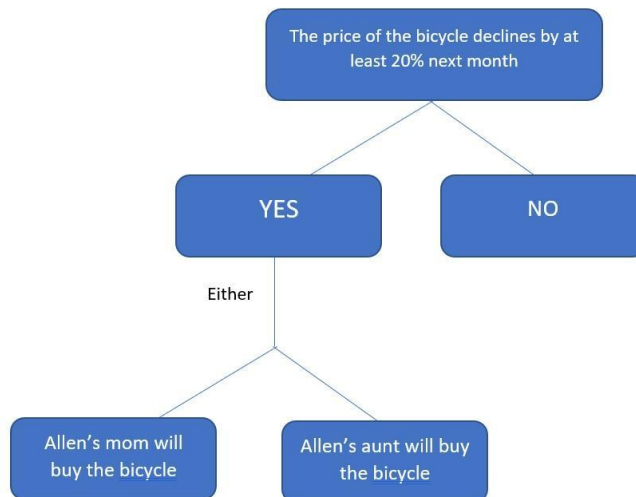 The price of the bicycle declines by at
least 20% next month
YES
NO
Either
Allen's mom will
buy the bicycle
Allen's aunt will buy
the bicycle